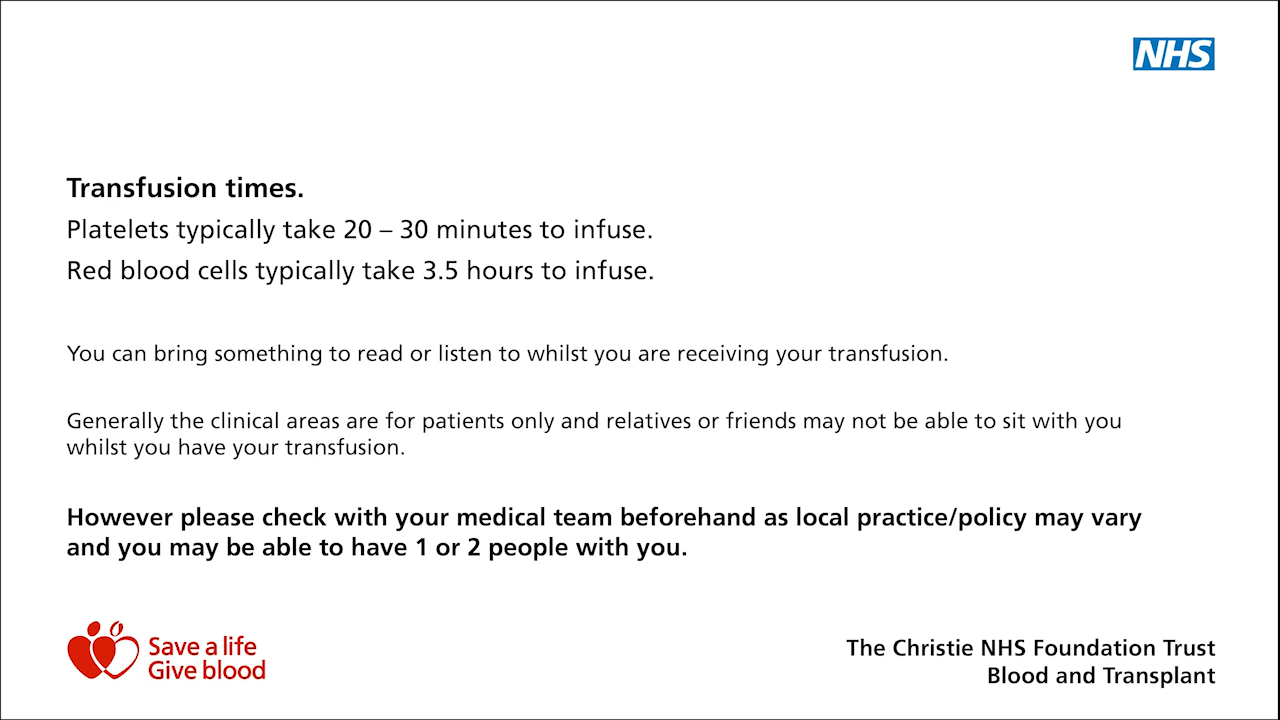 NHS
Transfusion times.
Platelets typically take 20 – 30 minutes to infuse.
Red blood cells typically take 3.5 hours to infuse.
You can bring something to read or listen to whilst you are receiving your transfusion.
Generally the clinical areas are for patients only and relatives or friends may not be able to sit with you
whilst you have your transfusion.
However please check with your medical team beforehand as local practice/policy may vary
and you may be able to have 1 or 2 people with you.
Save a life
Give blood
The Christie NHS Foundation Trust
Blood and Transplant